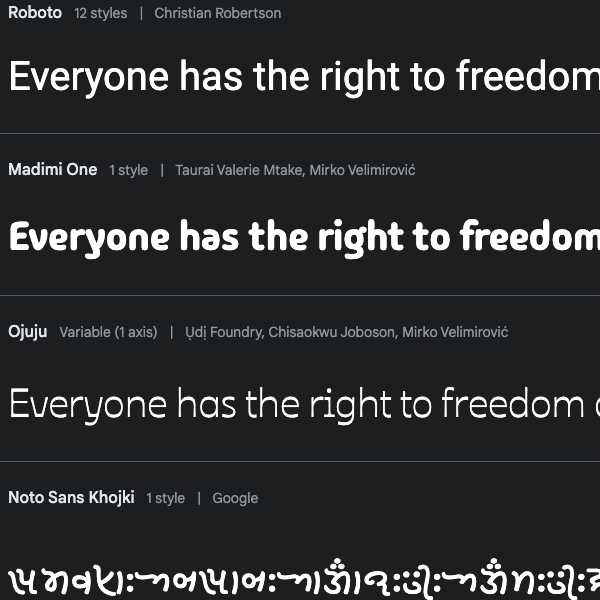 Roboto 12 styles | Christian Robertson
Everyone has the right to freedom
Madimi One 1 style | Taurai Valerie Mtake, Mirko Velimirović
Everyone has the right to freedom
Ojuju Variable (1 axis) | Ụdị Foundry, Chisaokwu Joboson, Mirko Velimirović
Everyone has the right to freedom
Noto Sans Khojki 1 style | Google